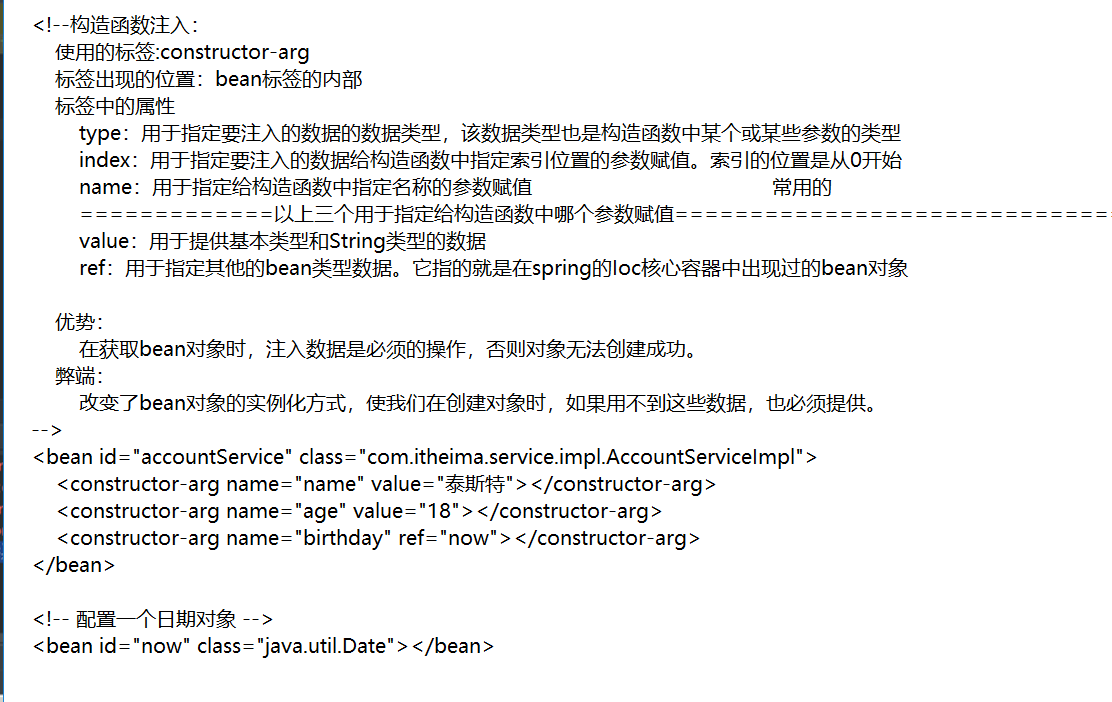 <!--构造函数注入：
使用的标签:constructor-arg
标签出现的位置：bean标签的内部
标签中的属性
type：用于指定要注入的数据的数据类型，该数据类型也是构造函数中某个或某些参数的类型
index：用于指定要注入的数据给构造函数中指定索引位置的参数赋值。索引的位置是从0开始
name：用于指定给构造函数中指定名称的参数赋值 常用的
=============以上三个用于指定给构造函数中哪个参数赋值=============================
value：用于提供基本类型和String类型的数据
ref：用于指定其他的bean类型数据。它指的就是在spring的Ioc核心容器中出现过的bean对象
优势：
在获取bean对象时，注入数据是必须的操作，否则对象无法创建成功。
弊端：
改变了bean对象的实例化方式，使我们在创建对象时，如果用不到这些数据，也必须提供。
-->
<bean id="accountService" class="com.itheima.service.impl.AccountServiceImpl">
<constructor-arg name="name" value="泰斯特"></constructor-arg>
<constructor-arg name="age" value="18"></constructor-arg>
<constructor-arg name="birthday" ref="now"></constructor-arg>
</bean>
<!-- 配置一个日期对象 -->
<bean id="now" class="java.util.Date"></bean>